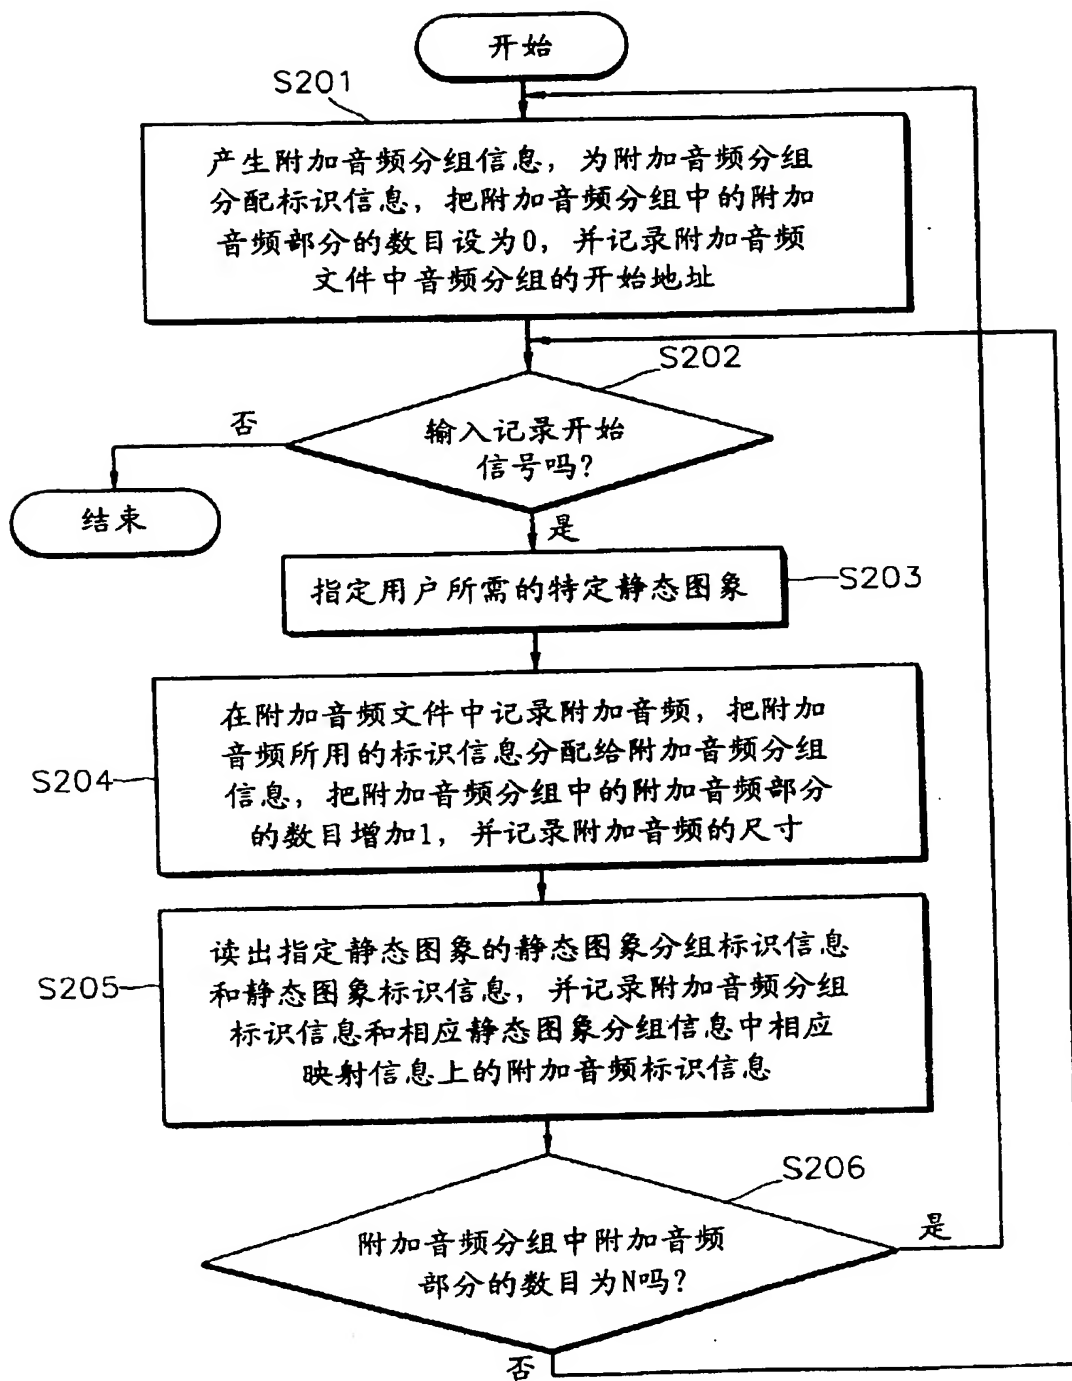 开始
S201
产生附加音频分组信息，为附加音频分组
分配标识信息，把附加音频分组中的附加
音频部分的数目设为0，并记录附加音频
文件中音频分组的开始地址
S202
否
输入记录开始
信号吗？
结束
是
指定用户所需的特定静态图象
S203
在附加音频文件中记录附加音频，把附加
音频所用的标识信息分配给附加音频分组
信息，把附加音频分组中的附加音频部分
的数目增加1，并记录附加音频的尺寸
S204
读出指定静态图象的静态图象分组标识信息
和静态图象标识信息，并记录附加音频分组
标识信息和相应静态图象分组信息中相应
映射信息上的附加音频标识信息
S205
S206
是
附加音频分组中附加音频
部分的数目为N吗？
否